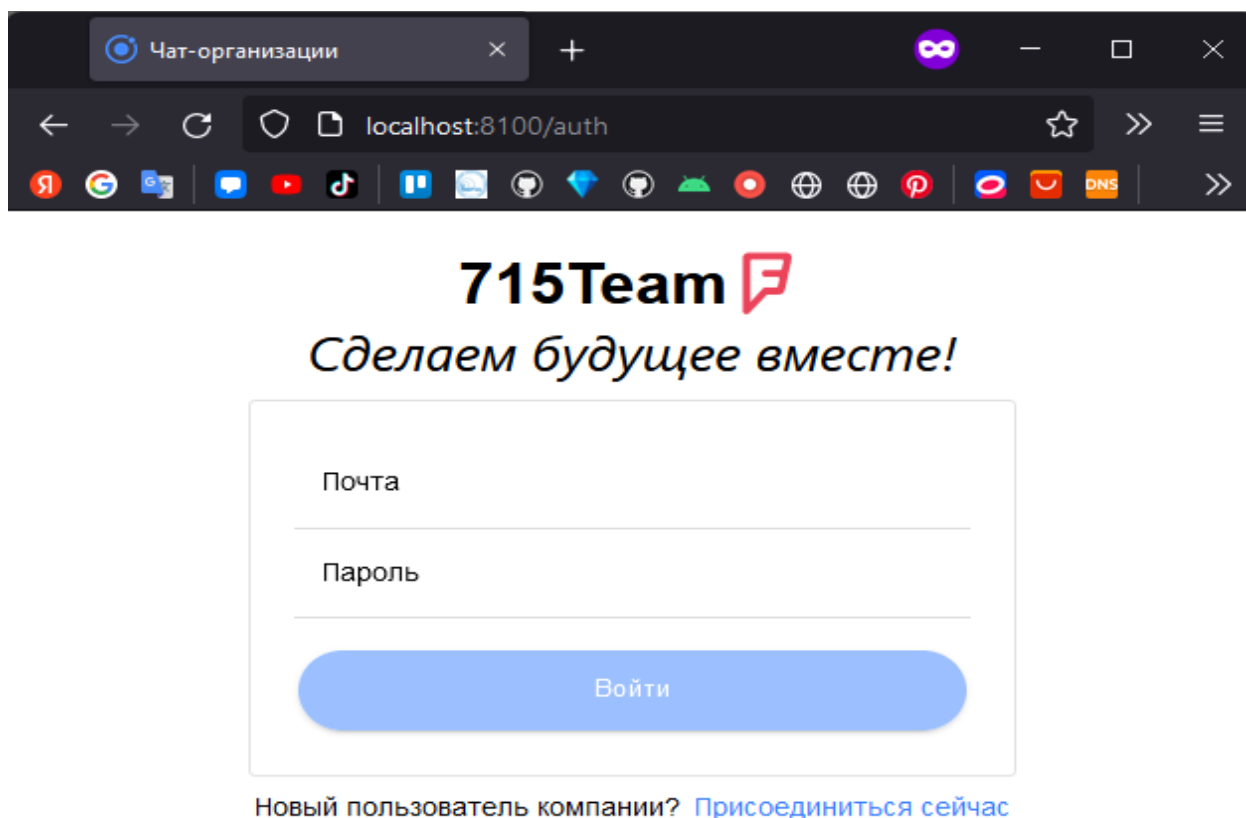 Чат-организации
localhost:8100/auth
DNS
715Team
Сделаем будущее вместе!
Почта
Пароль
Войти
Новый пользователь компании? Присоединиться сейчас